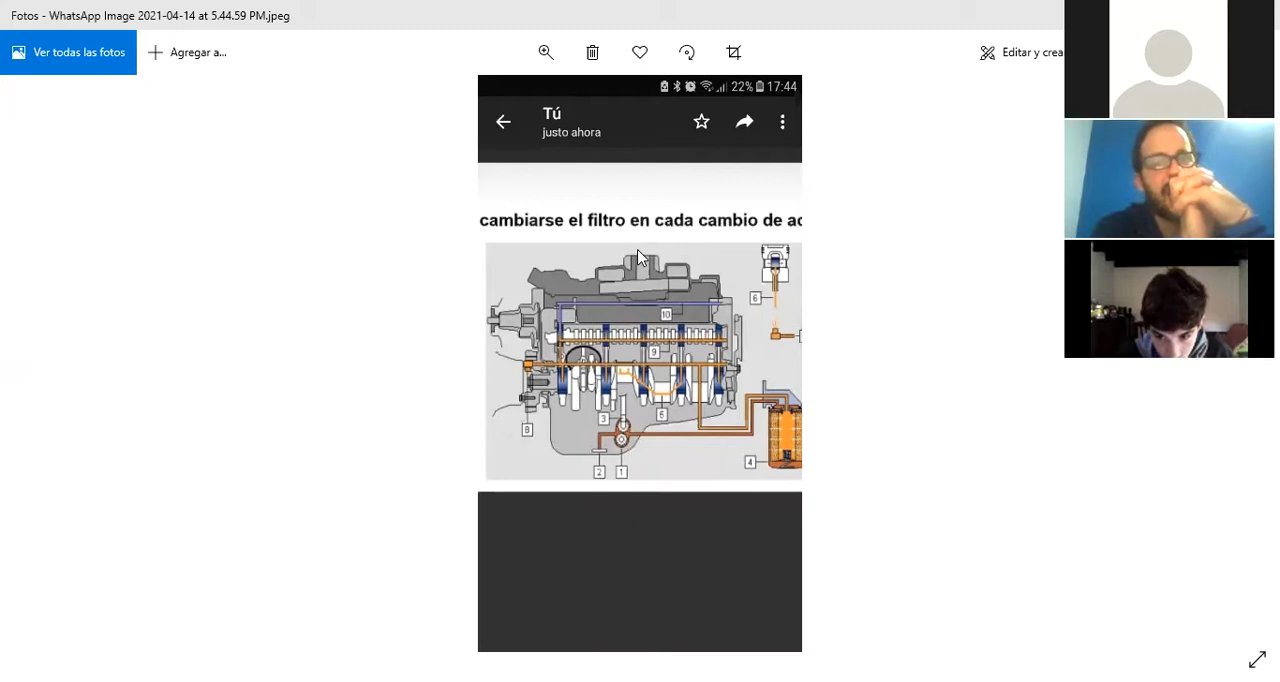 Fotos - WhatsApp Image 2021-04-14 at 5.44.59 PM.jpeg
Ver todas las fotos
Agregar a...
Editar y crea
22% 17:44
Tú
justo ahora
cambiarse el filtro en cada cambio de ac
6
10
9
3
6
8
4
2
1